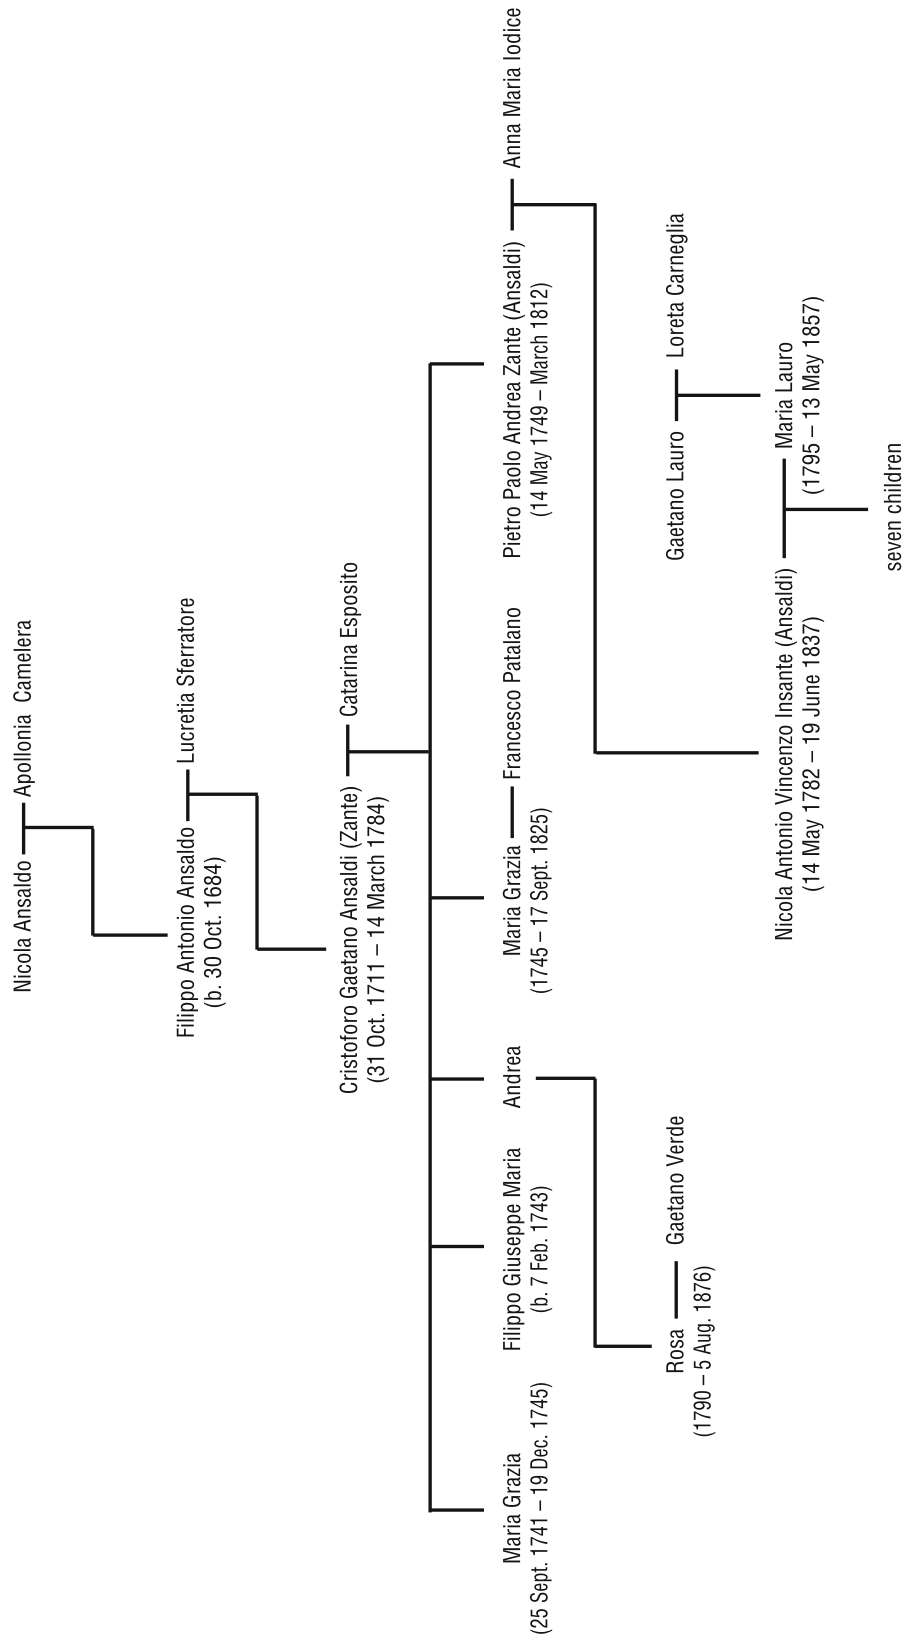 Nicola Ansaldo
Apollonia Camelera
Filippo Antonio Ansaldo
(b. 30 Oct. 1684)
Lucretia Sferratore
Cristoforo Gaetano Ansaldi (Zante)
(31 Oct. 1711 – 14 March 1784)
Catarina Esposito
Maria Grazia
(25 Sept. 1741 – 19 Dec. 1745)
Filippo Giuseppe Maria
(b. 7 Feb. 1743)
Andrea
Maria Grazia
(1745 – 17 Sept. 1825)
Francesco Patalano
Pietro Paolo Andrea Zante (Ansaldi)
(14 May 1749 – March 1812)
Anna Maria Iodice
Rosa
(1790 – 5 Aug. 1876)
Gaetano Verde
Gaetano Lauro
Loreta Carneglia
Nicola Antonio Vincenzo Insante (Ansaldi)
(14 May 1782 – 19 June 1837)
Maria Lauro
(1795 – 13 May 1857)
seven children